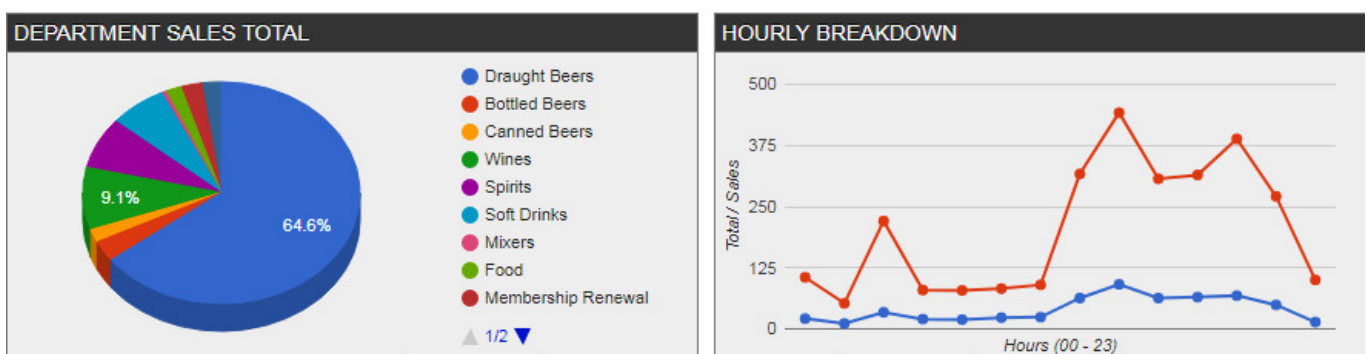 DEPARTMENT SALES TOTAL
Draught Beers
Bottled Beers
Canned Beers
Wines
Spirits
Soft Drinks
Mixers
Food
Membership Renewal
1/2
9.1%
64.6%
HOURLY BREAKDOWN
500
375
250
125
0
Total / Sales
Hours (00 - 23)